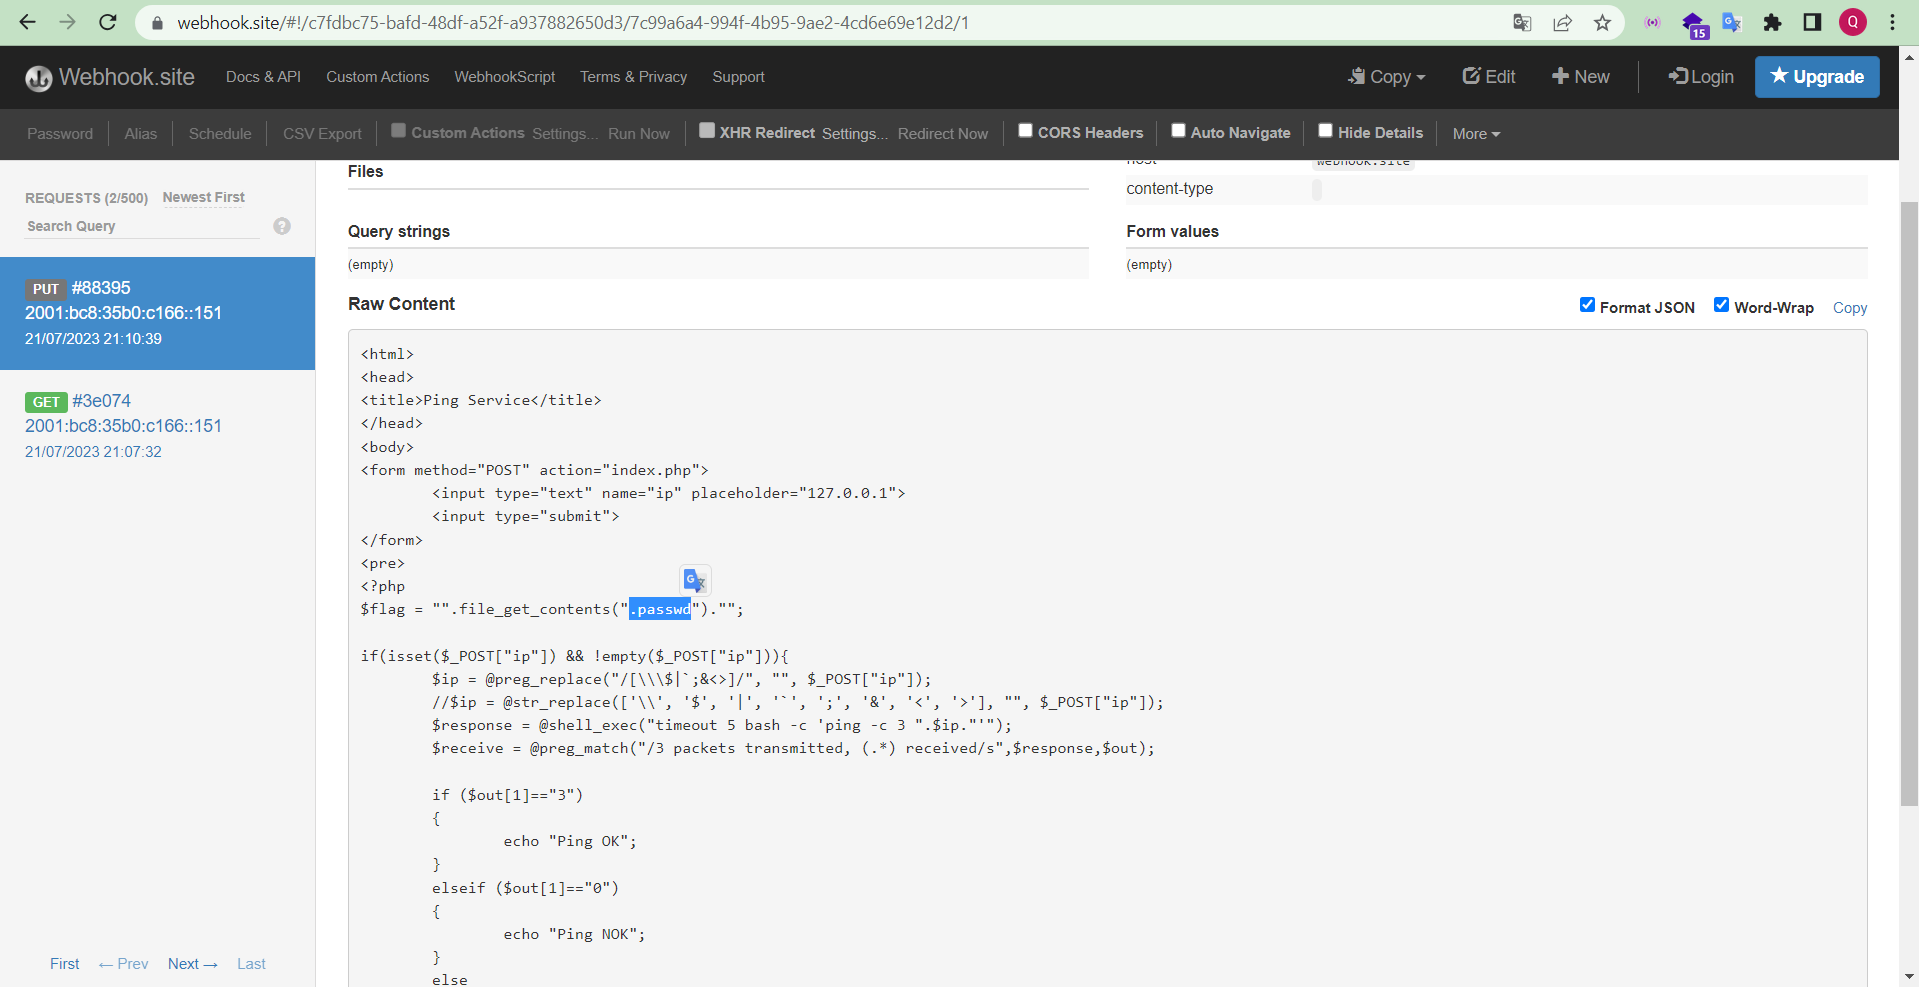 webhook.site/#!/c7fdbc75-bafd-48df-a52f-a937882650d3/7c99a6a4-994f-4b95-9ae2-4cd6e69e12d2/1
15
Q
Webhook.site Docs & API Custom Actions WebhookScript Terms & Privacy Support Copy Edit New Login Upgrade
Password Alias Schedule CSV Export Custom Actions Settings... Run Now XHR Redirect Settings... Redirect Now CORS Headers Auto Navigate Hide Details More
REQUESTS (2/500) Newest First
Search Query ?
PUT #88395
2001:bc8:35b0:c166::151
21/07/2023 21:10:39
GET #3e074
2001:bc8:35b0:c166::151
21/07/2023 21:07:32
First ← Prev Next → Last
host webhook.site
Files
content-type
Query strings Form values
(empty) (empty)
Raw Content Format JSON Word-Wrap Copy
<html>
<head>
<title>Ping Service</title>
</head>
<body>
<form method="POST" action="index.php">
        <input type="text" name="ip" placeholder="127.0.0.1">
        <input type="submit">
</form>
<pre>
<?php
$flag = "".file_get_contents(".passwd")."";
if(isset($_POST["ip"]) && !empty($_POST["ip"])){
        $ip = @preg_replace("/[\\\$|`;&<>]/", "", $_POST["ip"]);
        //$ip = @str_replace(['\\', '$', '|', '`', ';', '&', '<', '>'], "", $_POST["ip"]);
        $response = @shell_exec("timeout 5 bash -c 'ping -c 3 ".$ip."'");
        $receive = @preg_match("/3 packets transmitted, (.*) received/s",$response,$out);
        if ($out[1]=="3")
        {
                echo "Ping OK";
        }
        elseif ($out[1]=="0")
        {
                echo "Ping NOK";
        }
        else